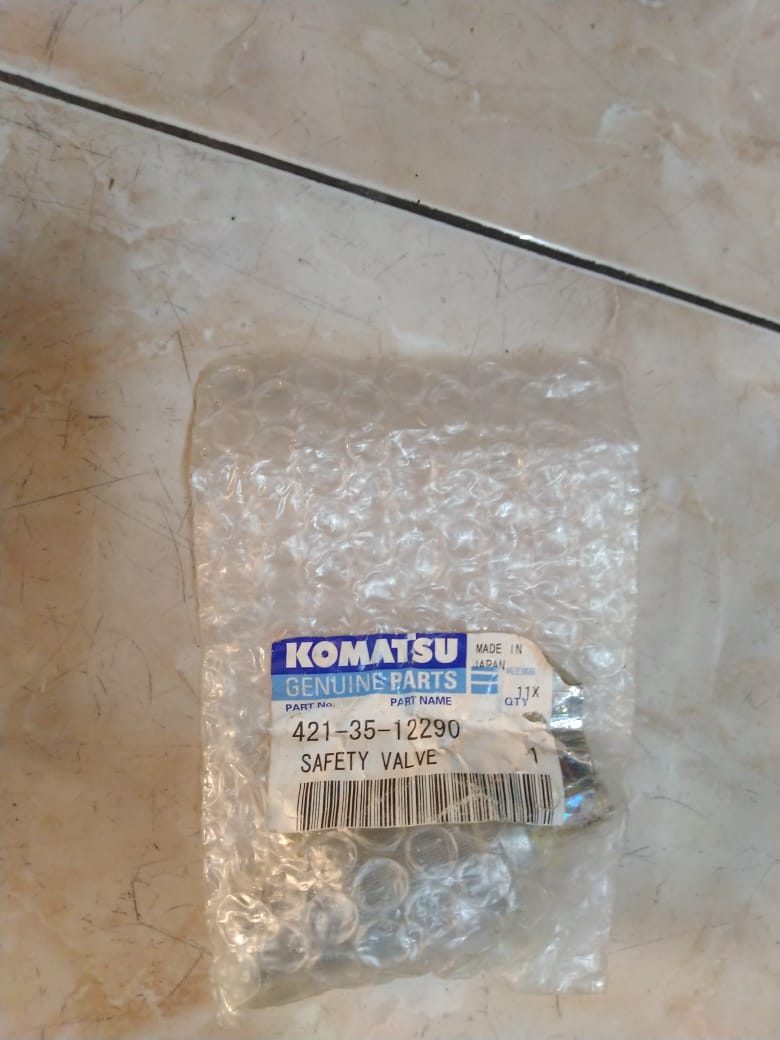 KOMATSU
MADE IN
JAPAN
GENUINE PARTS
11X
PART No.
PART NAME
QTY
421-35-12290
SAFETY VALVE
1